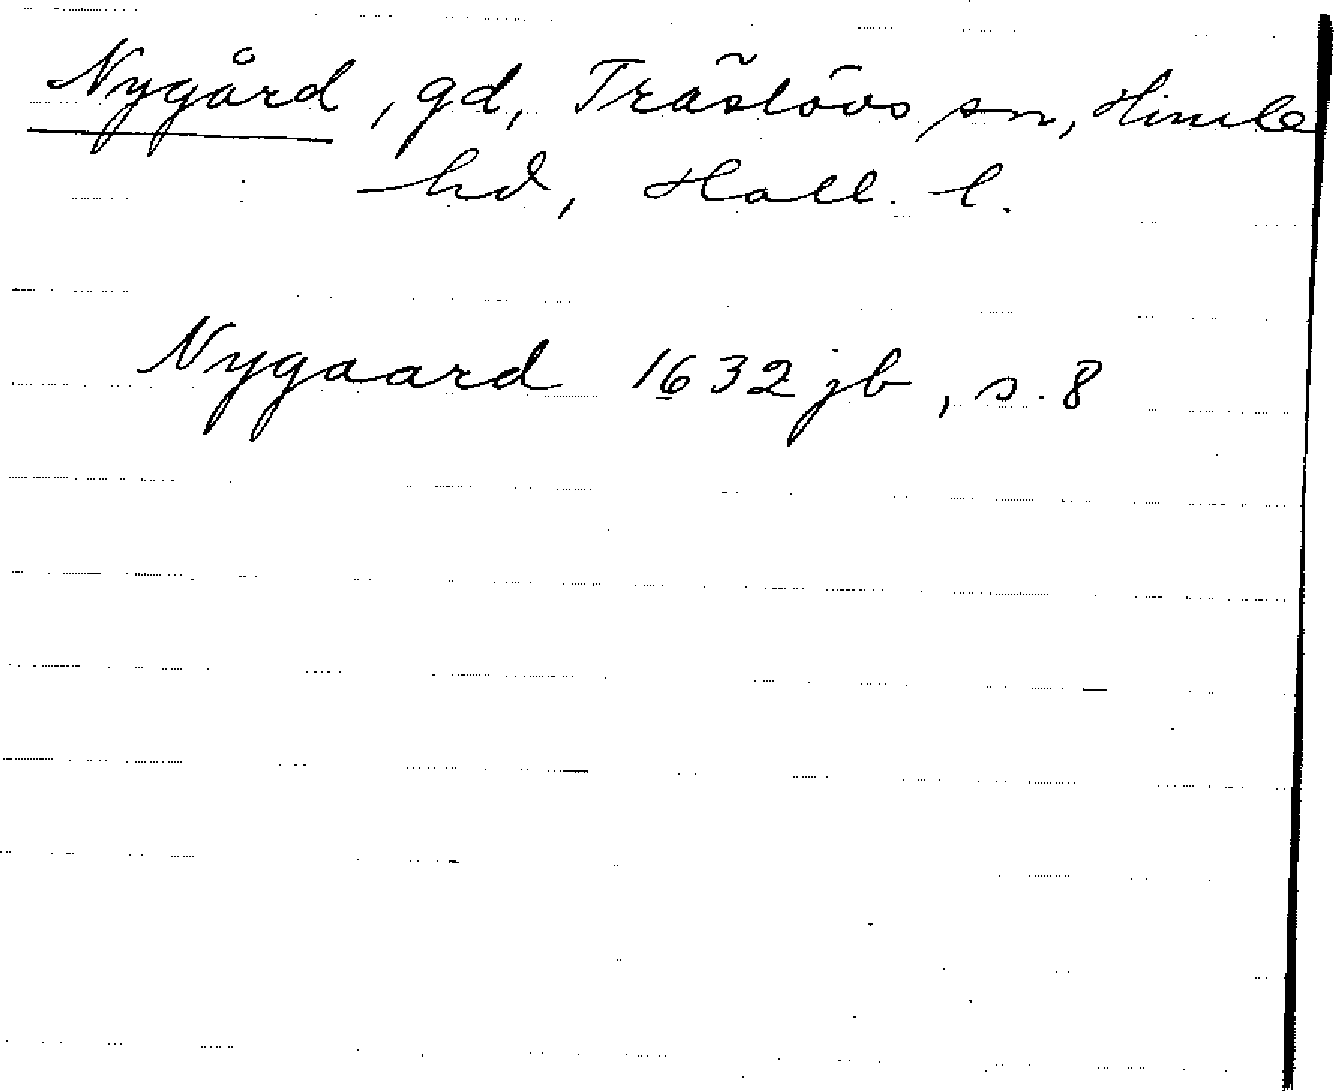 Nygård, gd, Träslövs sn, Himle
hd, Hall. l.
Nygaard 1632 jb, s. 8